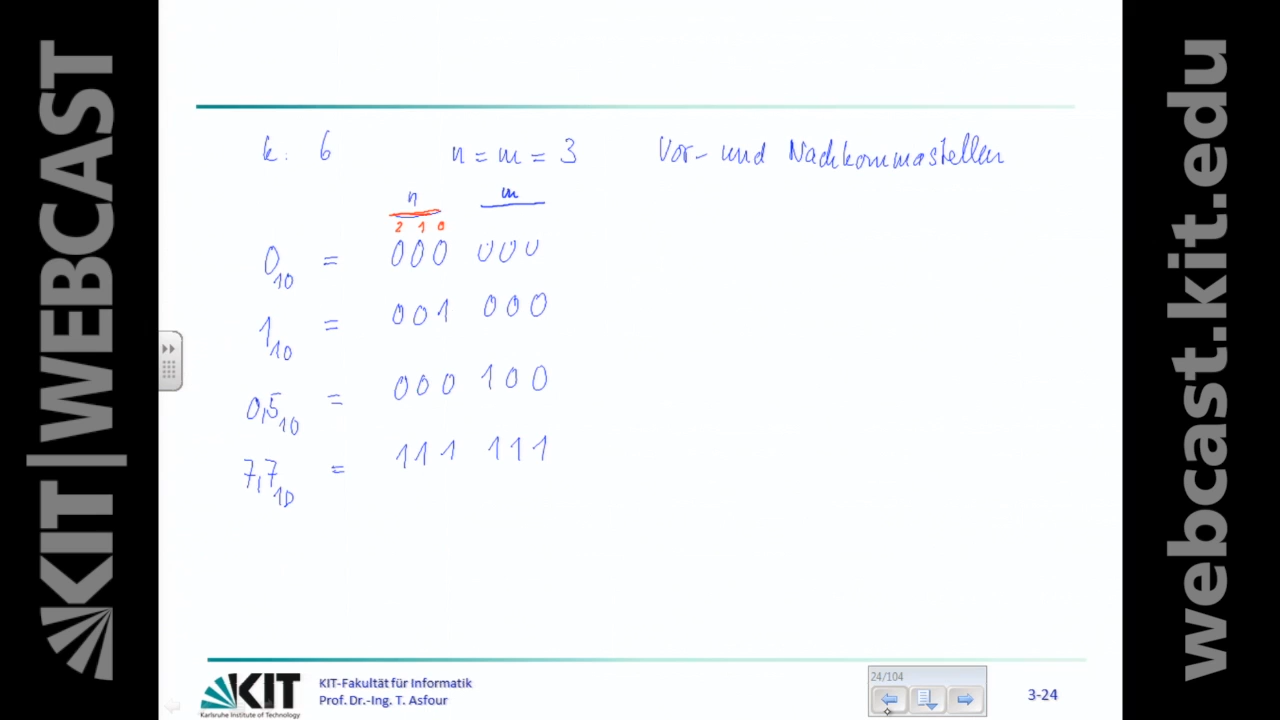 KIT | WEBCAST
k: 6 n = m = 3 Vor- und Nachkommastellen
n m
2 1 0
0₁₀ = 000 000
1₁₀ = 001 000
0,5₁₀ = 000 100
7,7₁₀ = 111 111
KIT
Karlsruhe Institute of Technology
KIT-Fakultät für Informatik
Prof. Dr.-Ing. T. Asfour
24/104
3-24
webcast.kit.edu